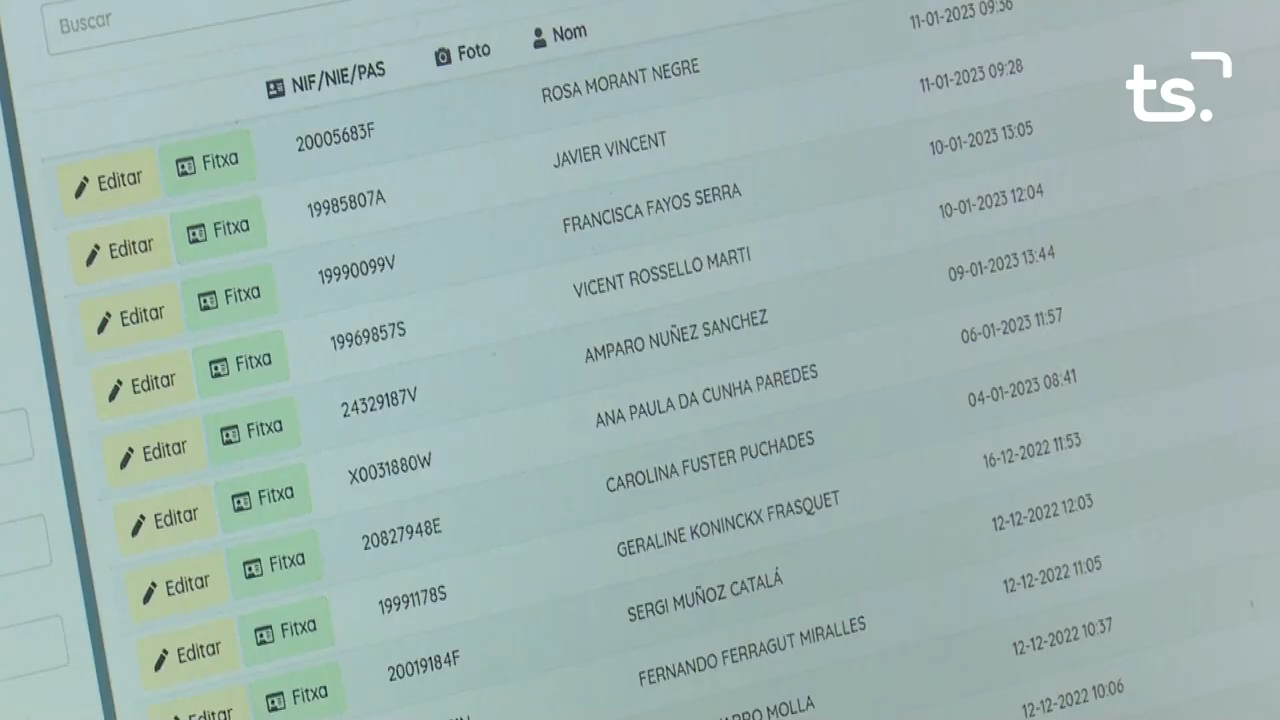 Buscar
ts.
NIF/NIE/PAS Foto Nom
Editar Fitxa 20005683F ROSA MORANT NEGRE 11-01-2023 09:36
Editar Fitxa 19985807A JAVIER VINCENT 11-01-2023 09:28
Editar Fitxa 19990099V FRANCISCA FAYOS SERRA 10-01-2023 13:05
Editar Fitxa 19969857S VICENT ROSSELLO MARTI 10-01-2023 12:04
Editar Fitxa 24329187V AMPARO NUÑEZ SANCHEZ 09-01-2023 13:44
Editar Fitxa X0031880W ANA PAULA DA CUNHA PAREDES 06-01-2023 11:57
Editar Fitxa 20827948E CAROLINA FUSTER PUCHADES 04-01-2023 08:41
Editar Fitxa 19991178S GERALINE KONINCKX FRASQUET 16-12-2022 11:53
Editar Fitxa 20019184F SERGI MUÑOZ CATALÁ 12-12-2022 12:03
FERNANDO FERRAGUT MIRALLES 12-12-2022 11:05
MOLLA 12-12-2022 10:37
12-12-2022 10:06